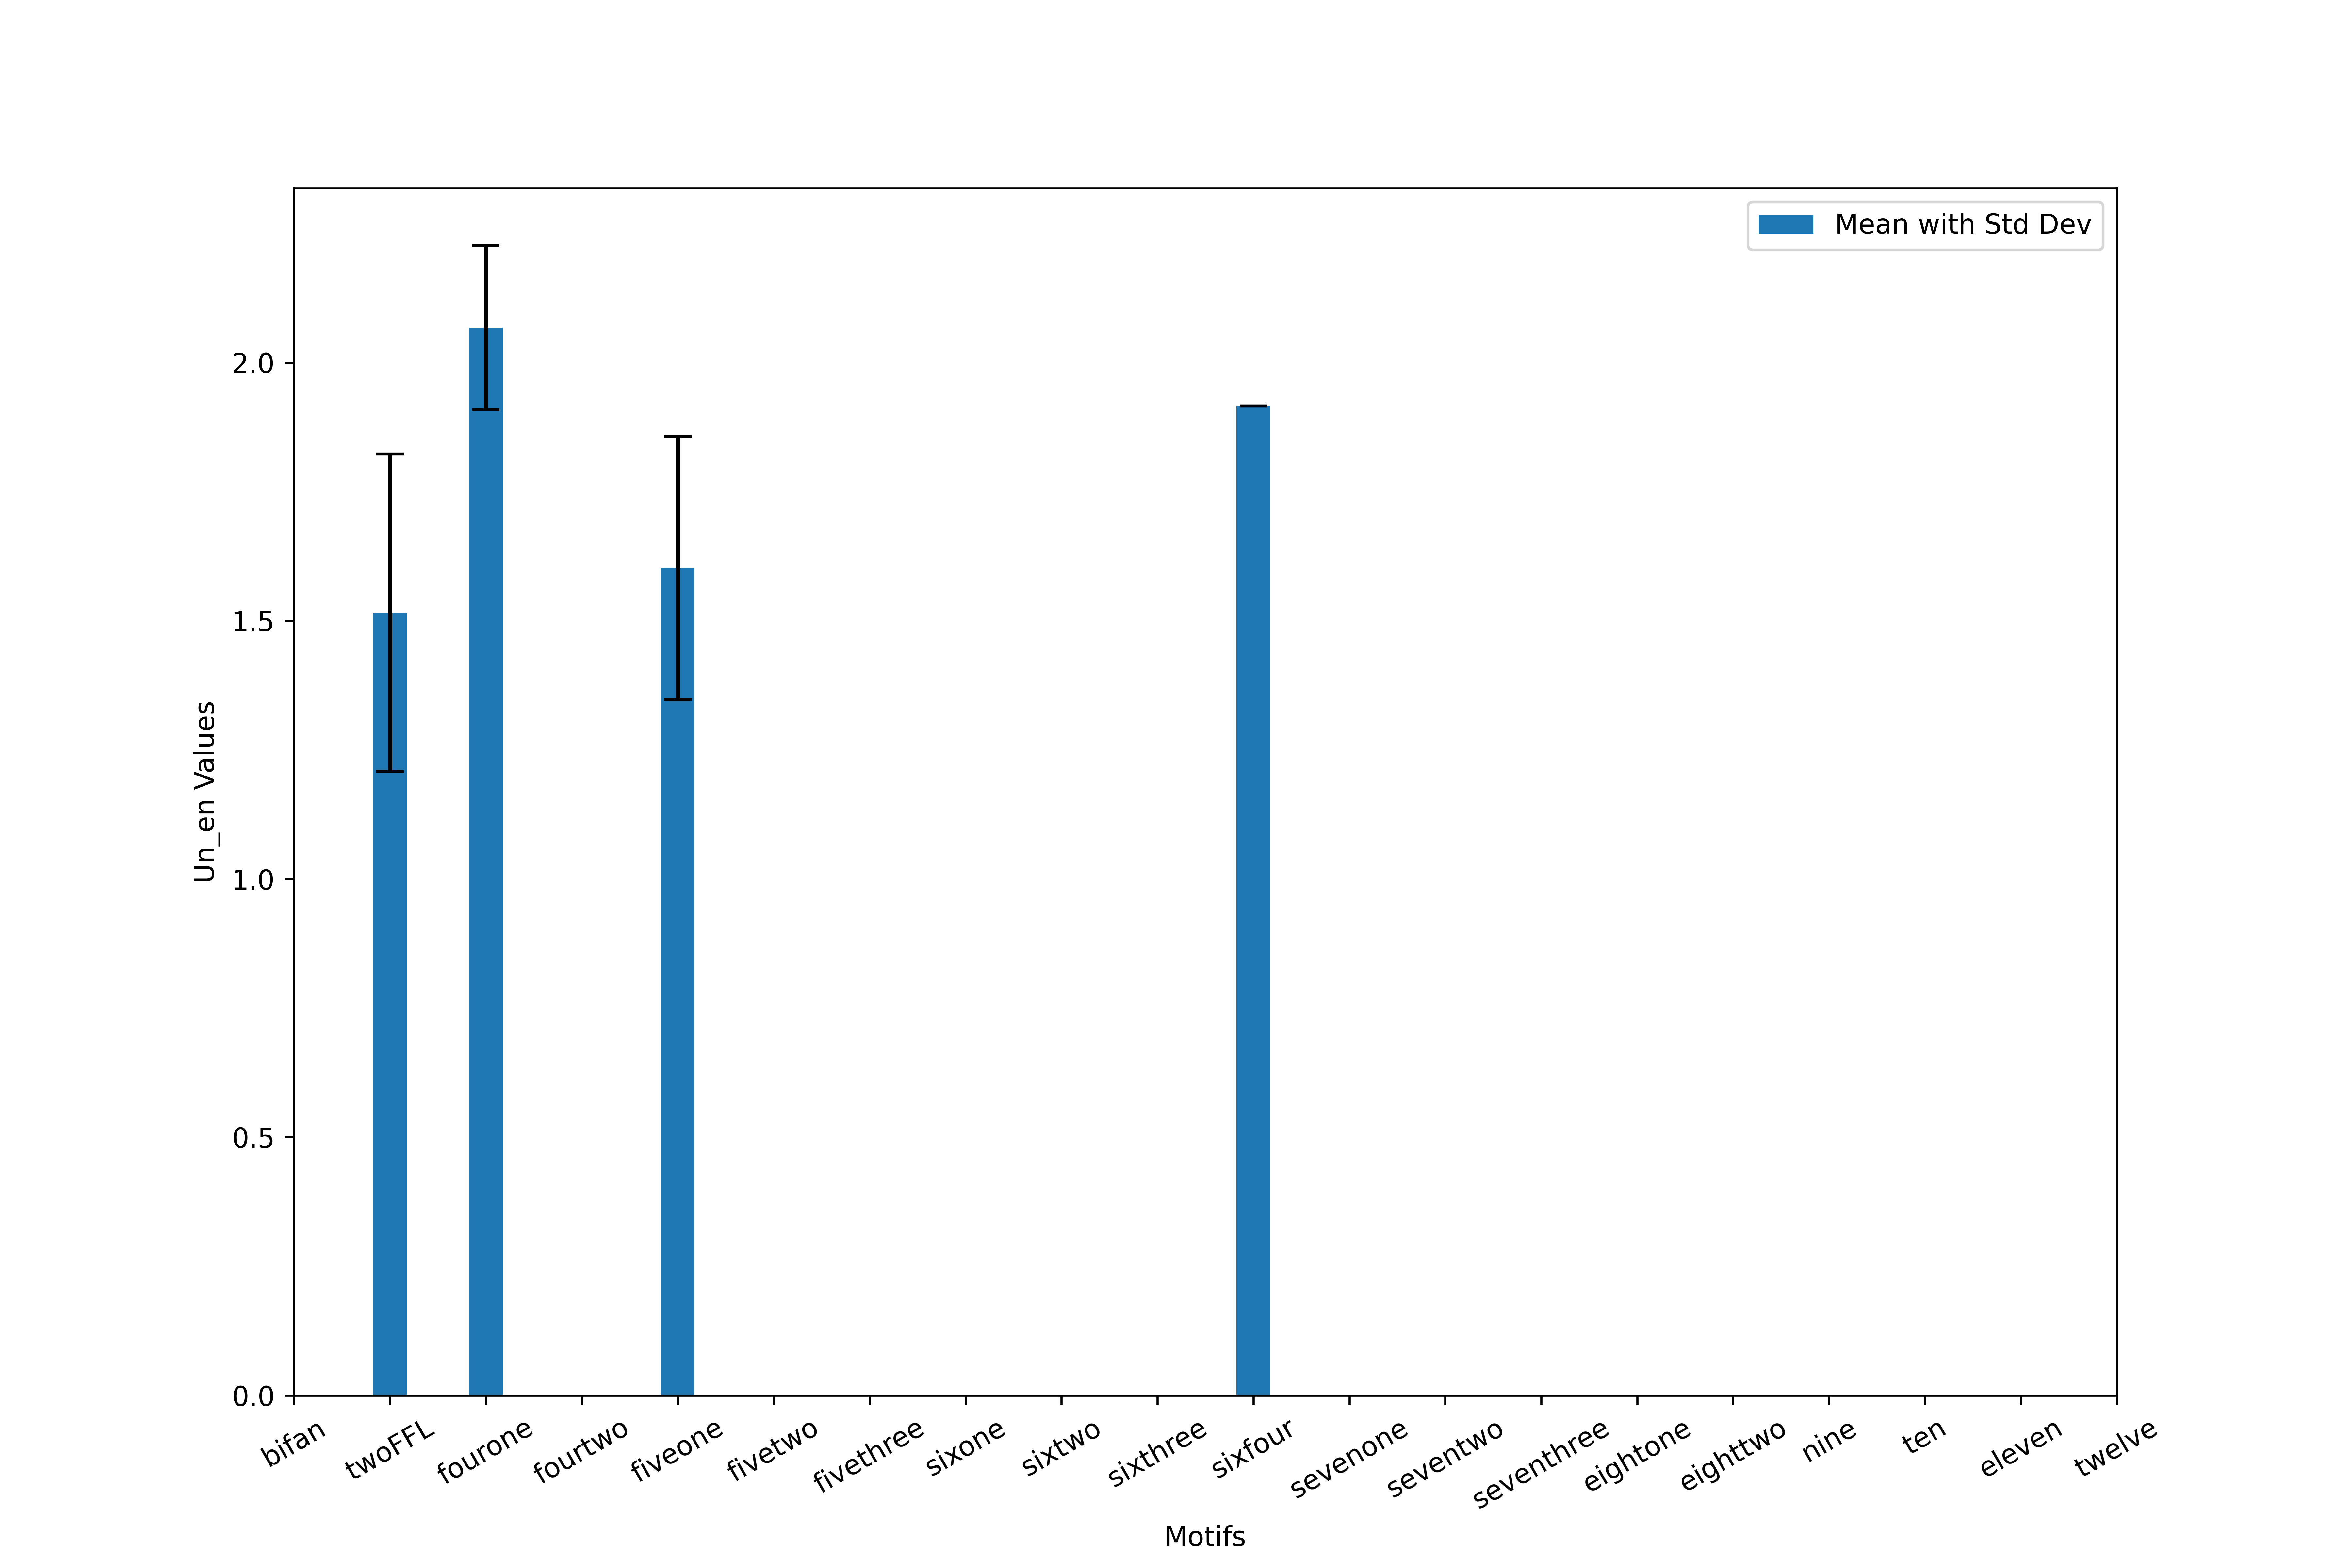 Mean with Std Dev
Un_en Values
2.0
1.5
1.0
0.5
0.0
bifan
twoFFL
fourone
fourtwo
fiveone
fivetwo
fivethree
sixone
sixtwo
sixthree
sixfour
sevenone
seventwo
seventhree
eightone
eighttwo
nine
ten
eleven
twelve
Motifs